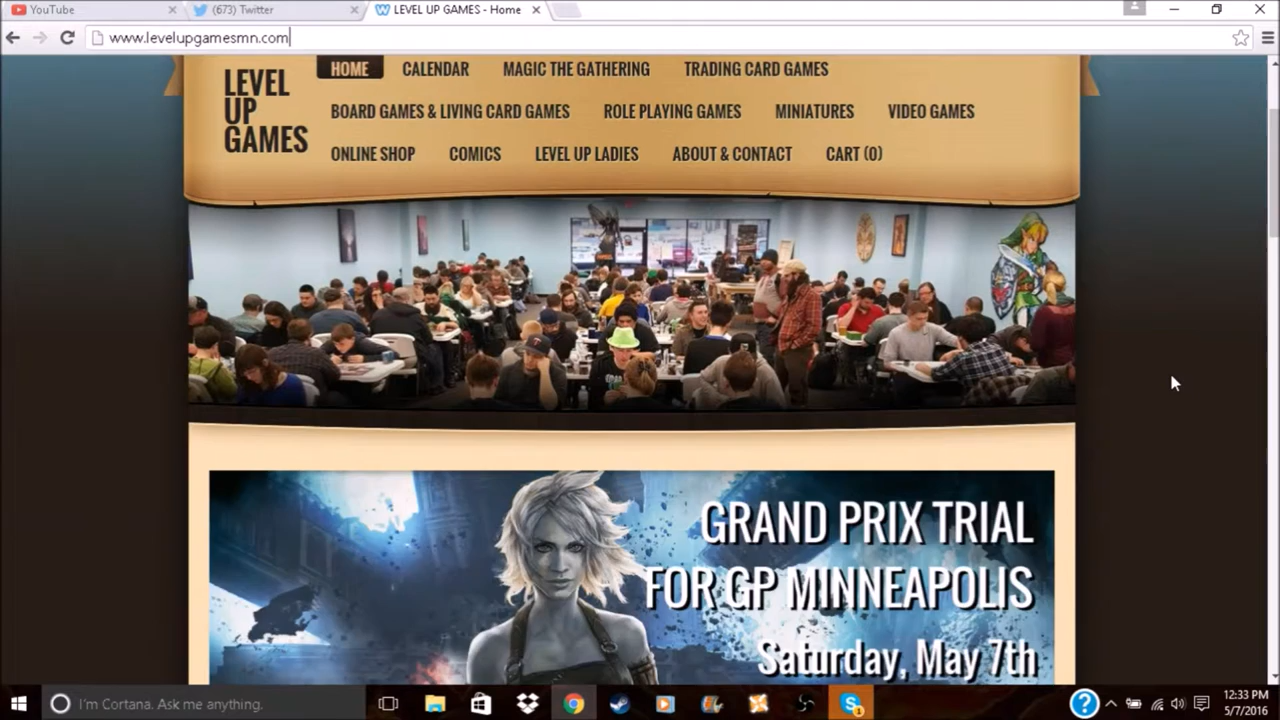 YouTube
(673) Twitter
LEVEL UP GAMES - Home
www.levelupgamesmn.com
LEVEL
UP
GAMES
HOME
CALENDAR
MAGIC THE GATHERING
TRADING CARD GAMES
BOARD GAMES & LIVING CARD GAMES
ROLE PLAYING GAMES
MINIATURES
VIDEO GAMES
ONLINE SHOP
COMICS
LEVEL UP LADIES
ABOUT & CONTACT
CART (0)
GRAND PRIX TRIAL
FOR GP MINNEAPOLIS
Saturday, May 7th
I'm Cortana. Ask me anything.
12:33 PM
5/7/2016